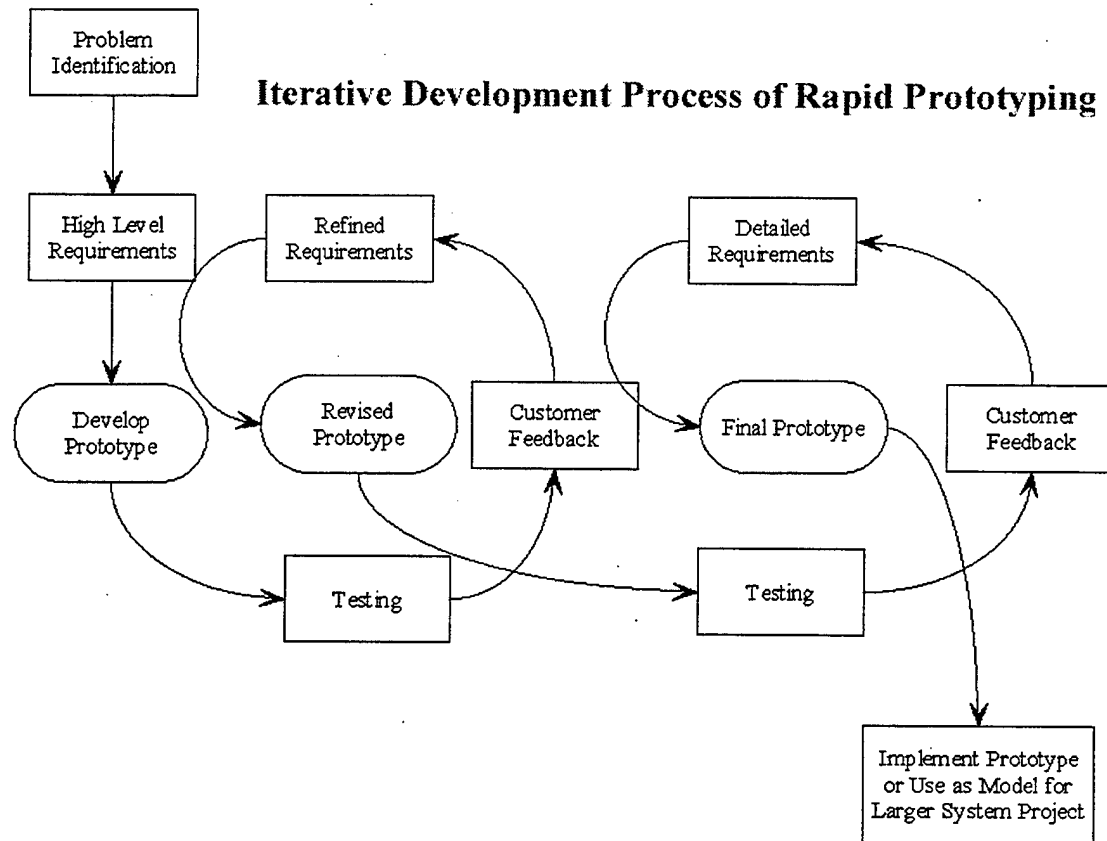 Problem
Identification
Iterative Development Process of Rapid Prototyping
High Level
Requirements
Refined
Requirements
Detailed
Requirements
Develop
Prototype
Revised
Prototype
Customer
Feedback
Final Prototype
Customer
Feedback
Testing
Testing
Implement Prototype
or Use as Model for
Larger System Project